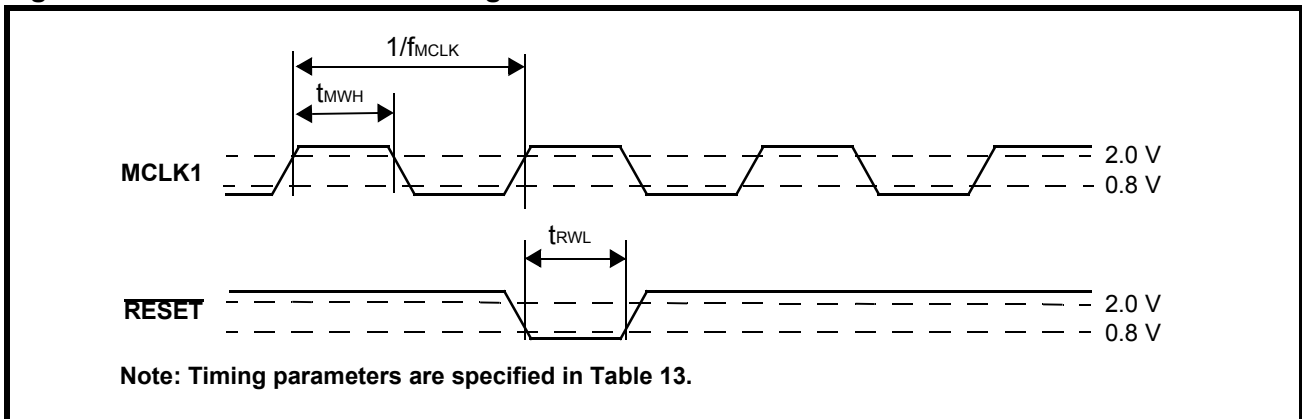 1/fMCLK
tMWH
MCLK1
2.0 V
0.8 V
tRWL
RESET
2.0 V
0.8 V
Note: Timing parameters are specified in Table 13.